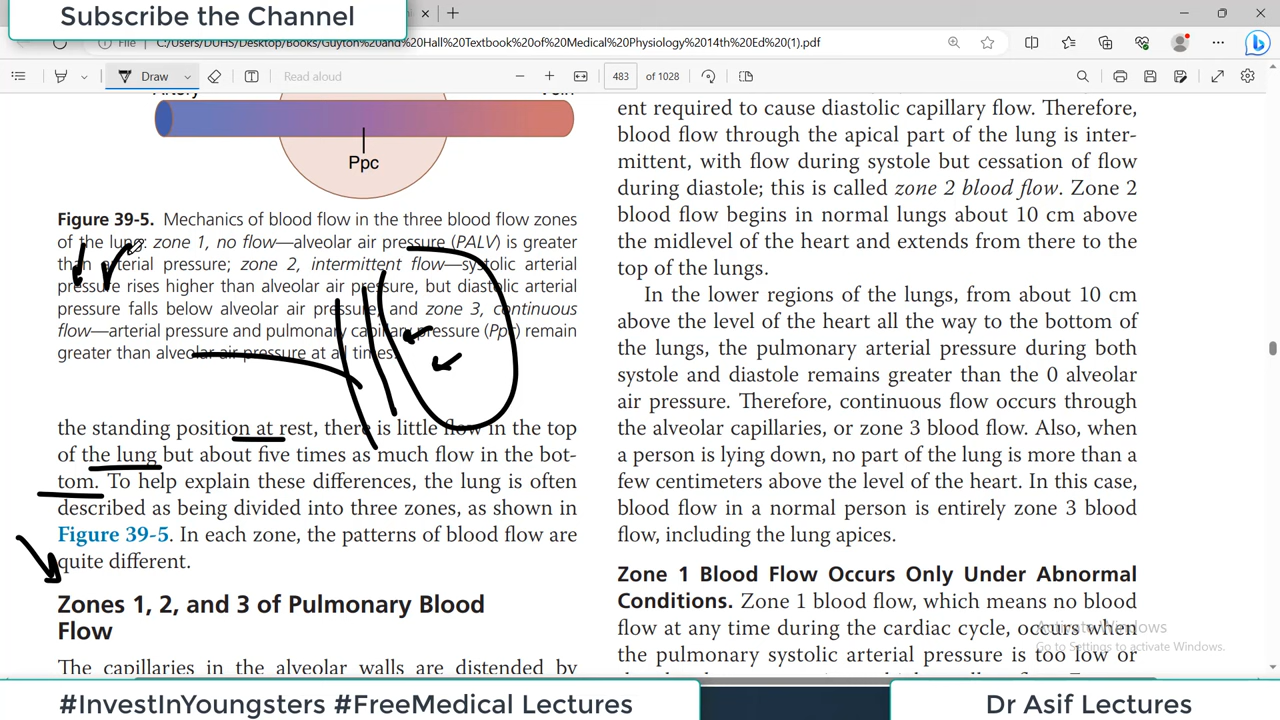 Subscribe the Channel
File
C:/Users/DUHS/Desktop/Books/Guyton%20and%20Hall%20Textbook%20of%20Medical%20Physiology%2014th%20Ed%20(1).pdf
Draw
Read aloud
483 of 1028
Ppc
Figure 39-5. Mechanics of blood flow in the three blood flow zones
of the lung: zone 1, no flow—alveolar air pressure (PALV) is greater
than arterial pressure; zone 2, intermittent flow—systolic arterial
pressure rises higher than alveolar air pressure, but diastolic arterial
pressure falls below alveolar air pressure; and zone 3, continuous
flow—arterial pressure and pulmonary capillary pressure (Ppc) remain
greater than alveolar air pressure at all times.
the standing position at rest, there is little flow in the top
of the lung but about five times as much flow in the bot-
tom. To help explain these differences, the lung is often
described as being divided into three zones, as shown in
Figure 39-5. In each zone, the patterns of blood flow are
quite different.
Zones 1, 2, and 3 of Pulmonary Blood
Flow
The capillaries in the alveolar walls are distended by
ent required to cause diastolic capillary flow. Therefore,
blood flow through the apical part of the lung is inter-
mittent, with flow during systole but cessation of flow
during diastole; this is called zone 2 blood flow. Zone 2
blood flow begins in normal lungs about 10 cm above
the midlevel of the heart and extends from there to the
top of the lungs.
In the lower regions of the lungs, from about 10 cm
above the level of the heart all the way to the bottom of
the lungs, the pulmonary arterial pressure during both
systole and diastole remains greater than the 0 alveolar
air pressure. Therefore, continuous flow occurs through
the alveolar capillaries, or zone 3 blood flow. Also, when
a person is lying down, no part of the lung is more than a
few centimeters above the level of the heart. In this case,
blood flow in a normal person is entirely zone 3 blood
flow, including the lung apices.
Zone 1 Blood Flow Occurs Only Under Abnormal
Conditions. Zone 1 blood flow, which means no blood
flow at any time during the cardiac cycle, occurs when
the pulmonary systolic arterial pressure is too low or
Activate Windows
Go to Settings to activate Windows.
#InvestInYoungsters #FreeMedical Lectures
Dr Asif Lectures